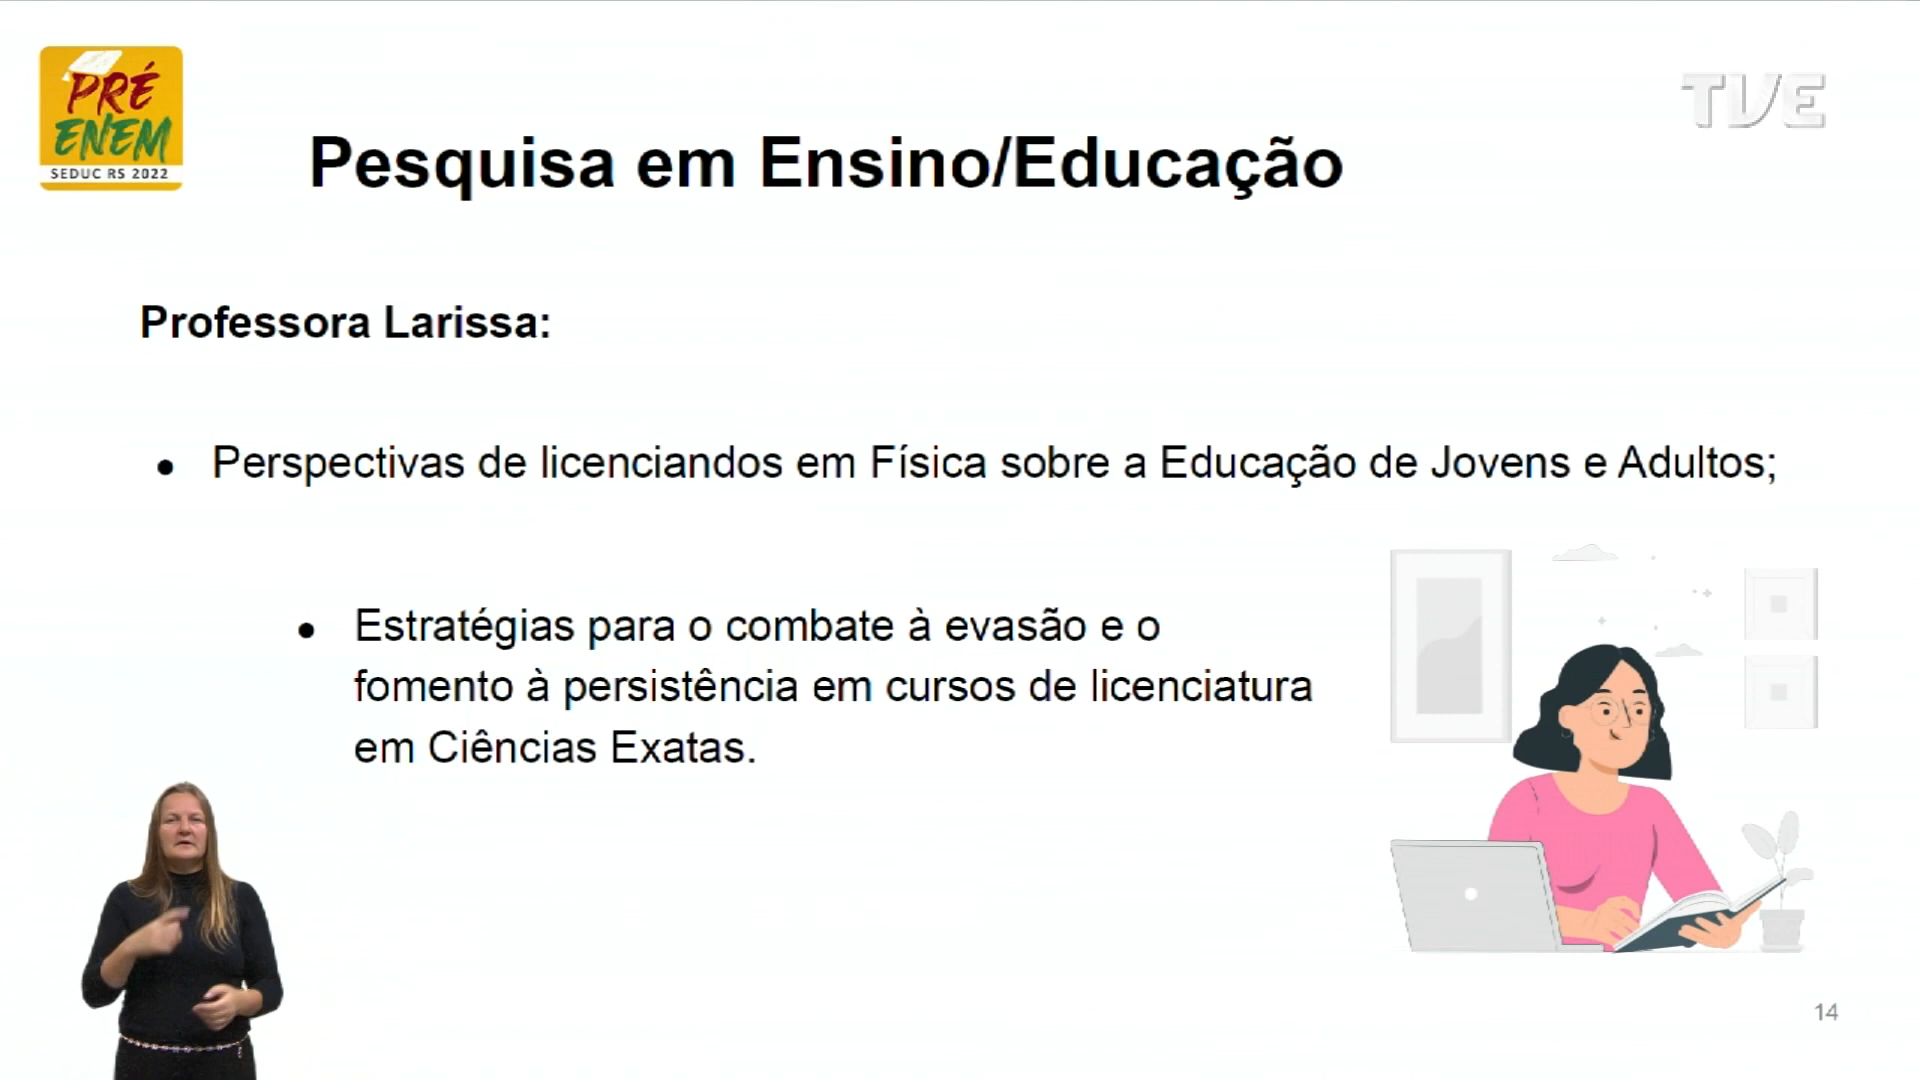 PRÉ
ENEM
SEDUC RS 2022
TVE
Pesquisa em Ensino/Educação
Professora Larissa:
● Perspectivas de licenciandos em Física sobre a Educação de Jovens e Adultos;
● Estratégias para o combate à evasão e o
fomento à persistência em cursos de licenciatura
em Ciências Exatas.
14